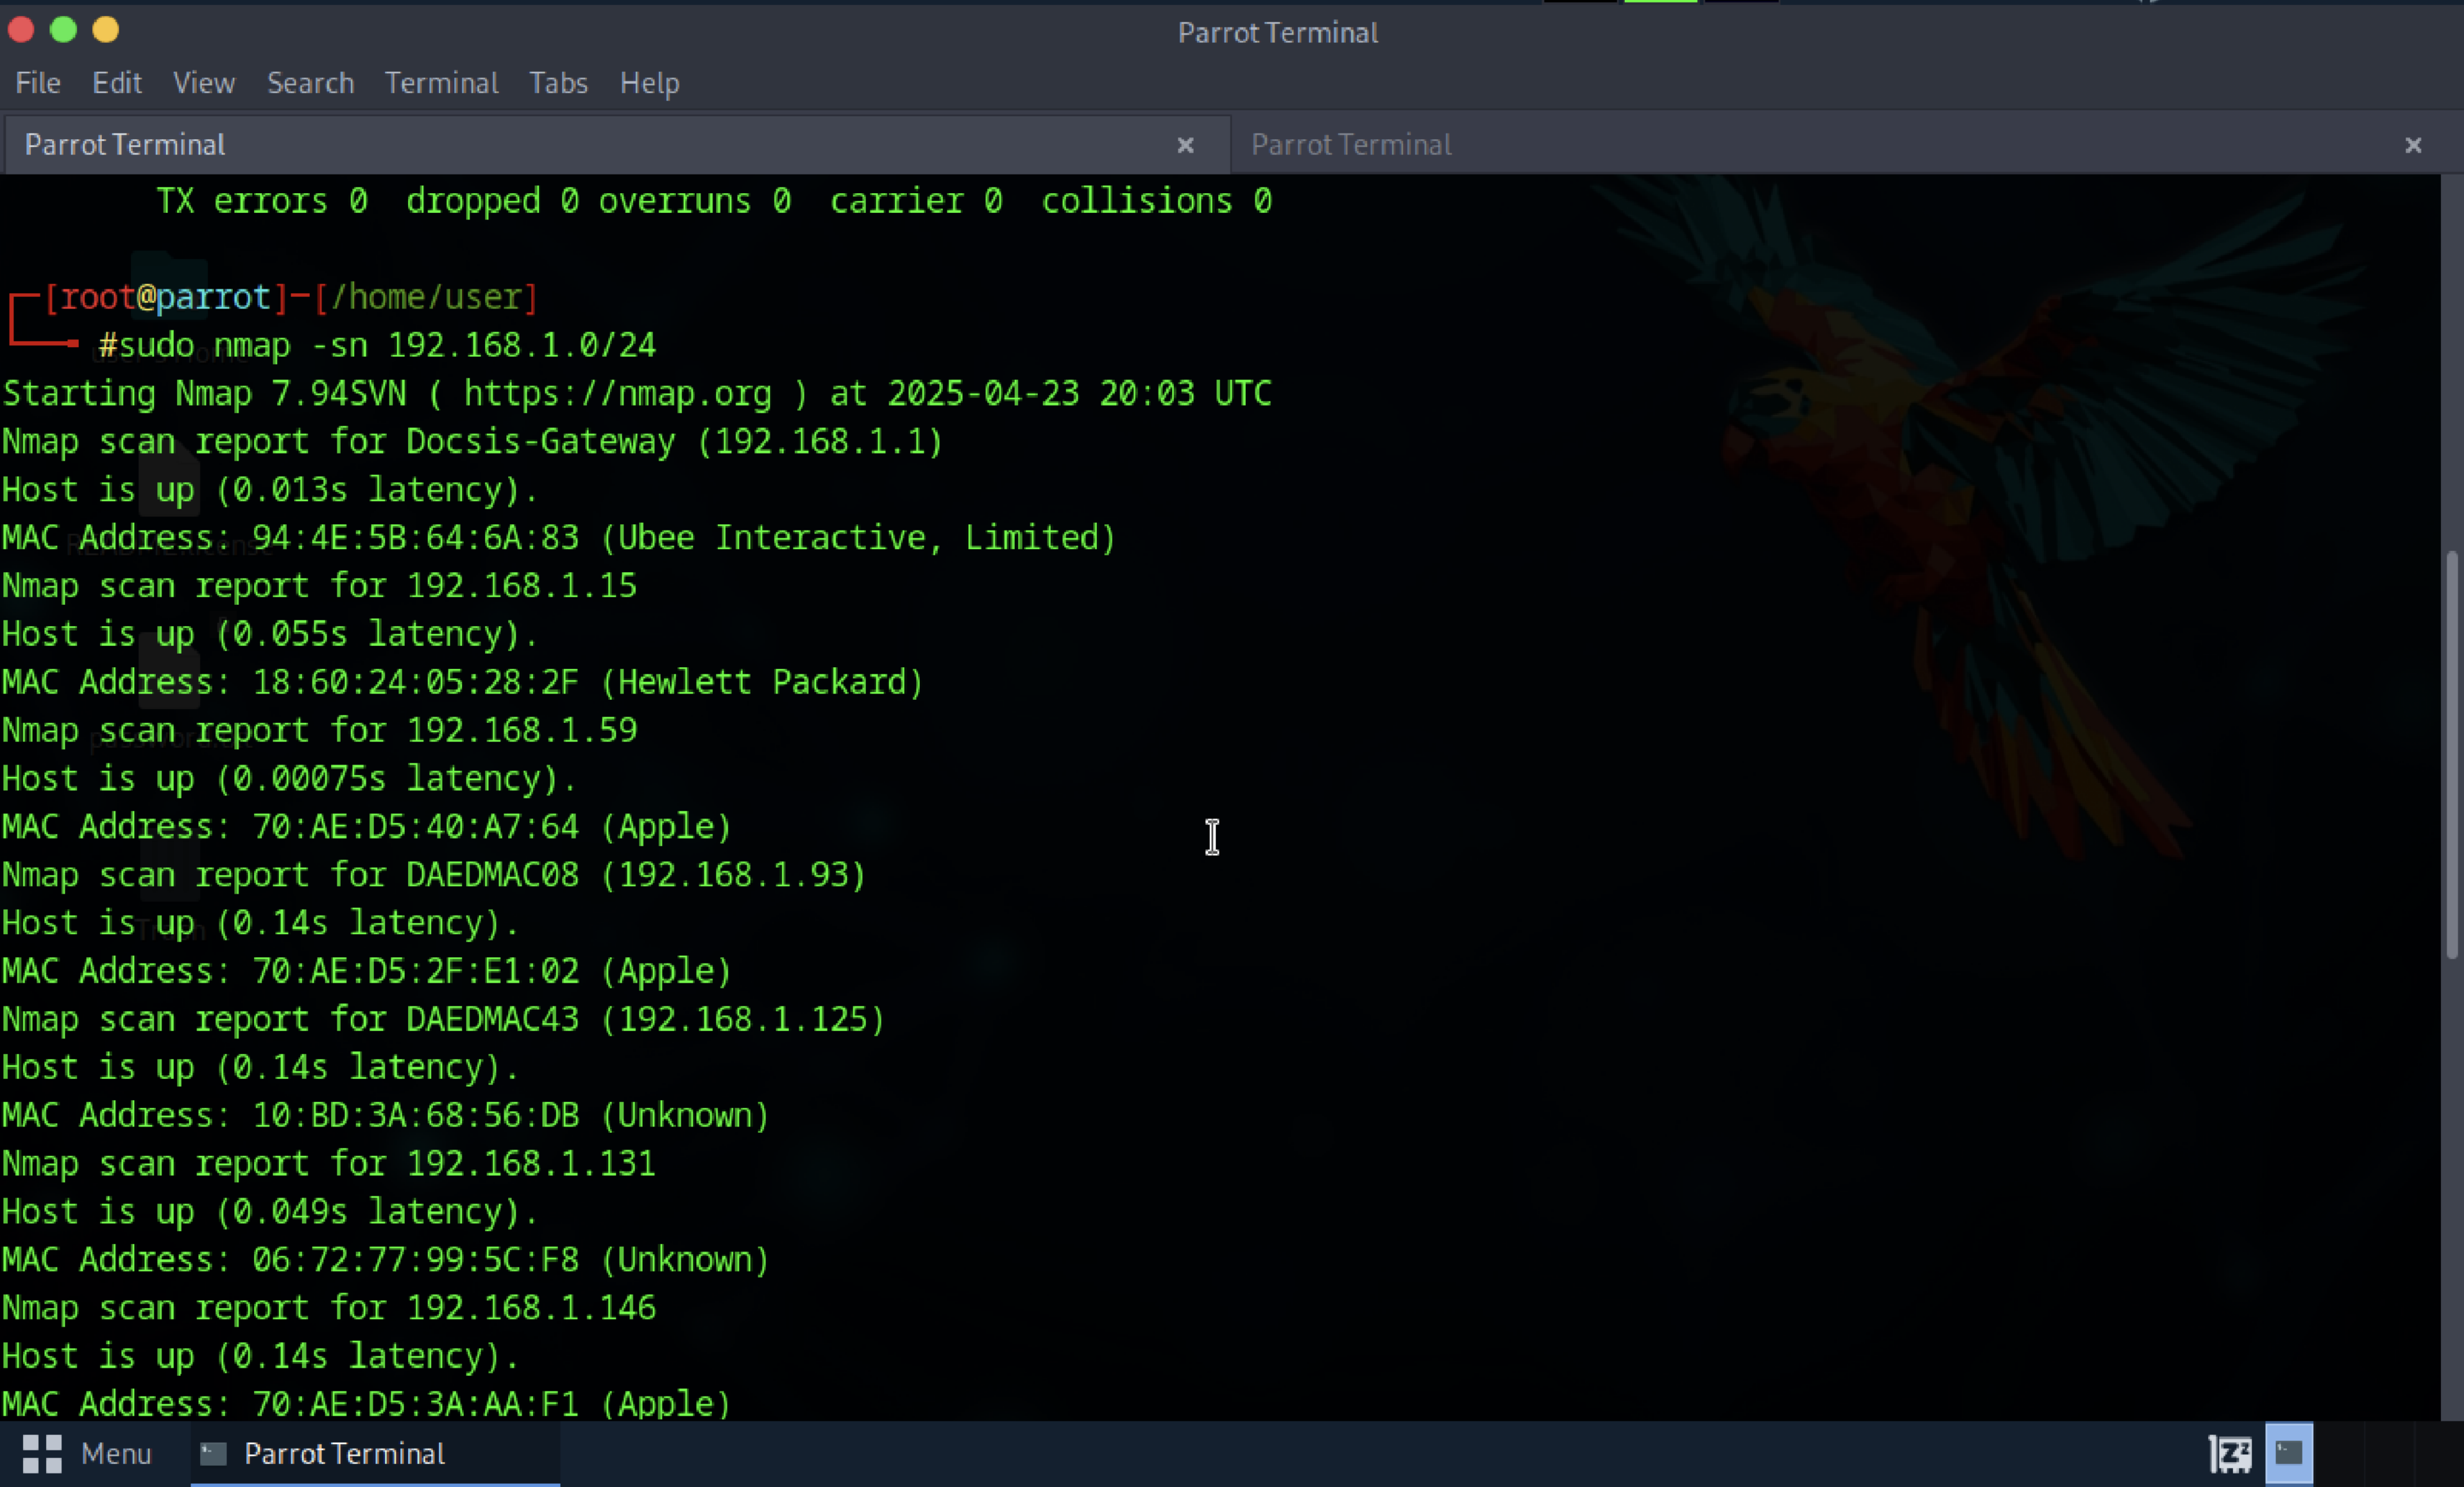 Parrot Terminal
File Edit View Search Terminal Tabs Help
Parrot Terminal × Parrot Terminal ×
TX errors 0  dropped 0 overruns 0  carrier 0  collisions 0
[root@parrot]─[/home/user]
#sudo nmap -sn 192.168.1.0/24
Starting Nmap 7.94SVN ( https://nmap.org ) at 2025-04-23 20:03 UTC
Nmap scan report for Docsis-Gateway (192.168.1.1)
Host is up (0.013s latency).
MAC Address: 94:4E:5B:64:6A:83 (Ubee Interactive, Limited)
Nmap scan report for 192.168.1.15
Host is up (0.055s latency).
MAC Address: 18:60:24:05:28:2F (Hewlett Packard)
Nmap scan report for 192.168.1.59
Host is up (0.00075s latency).
MAC Address: 70:AE:D5:40:A7:64 (Apple)
Nmap scan report for DAEDMAC08 (192.168.1.93)
Host is up (0.14s latency).
MAC Address: 70:AE:D5:2F:E1:02 (Apple)
Nmap scan report for DAEDMAC43 (192.168.1.125)
Host is up (0.14s latency).
MAC Address: 10:BD:3A:68:56:DB (Unknown)
Nmap scan report for 192.168.1.131
Host is up (0.049s latency).
MAC Address: 06:72:77:99:5C:F8 (Unknown)
Nmap scan report for 192.168.1.146
Host is up (0.14s latency).
MAC Address: 70:AE:D5:3A:AA:F1 (Apple)
Menu Parrot Terminal